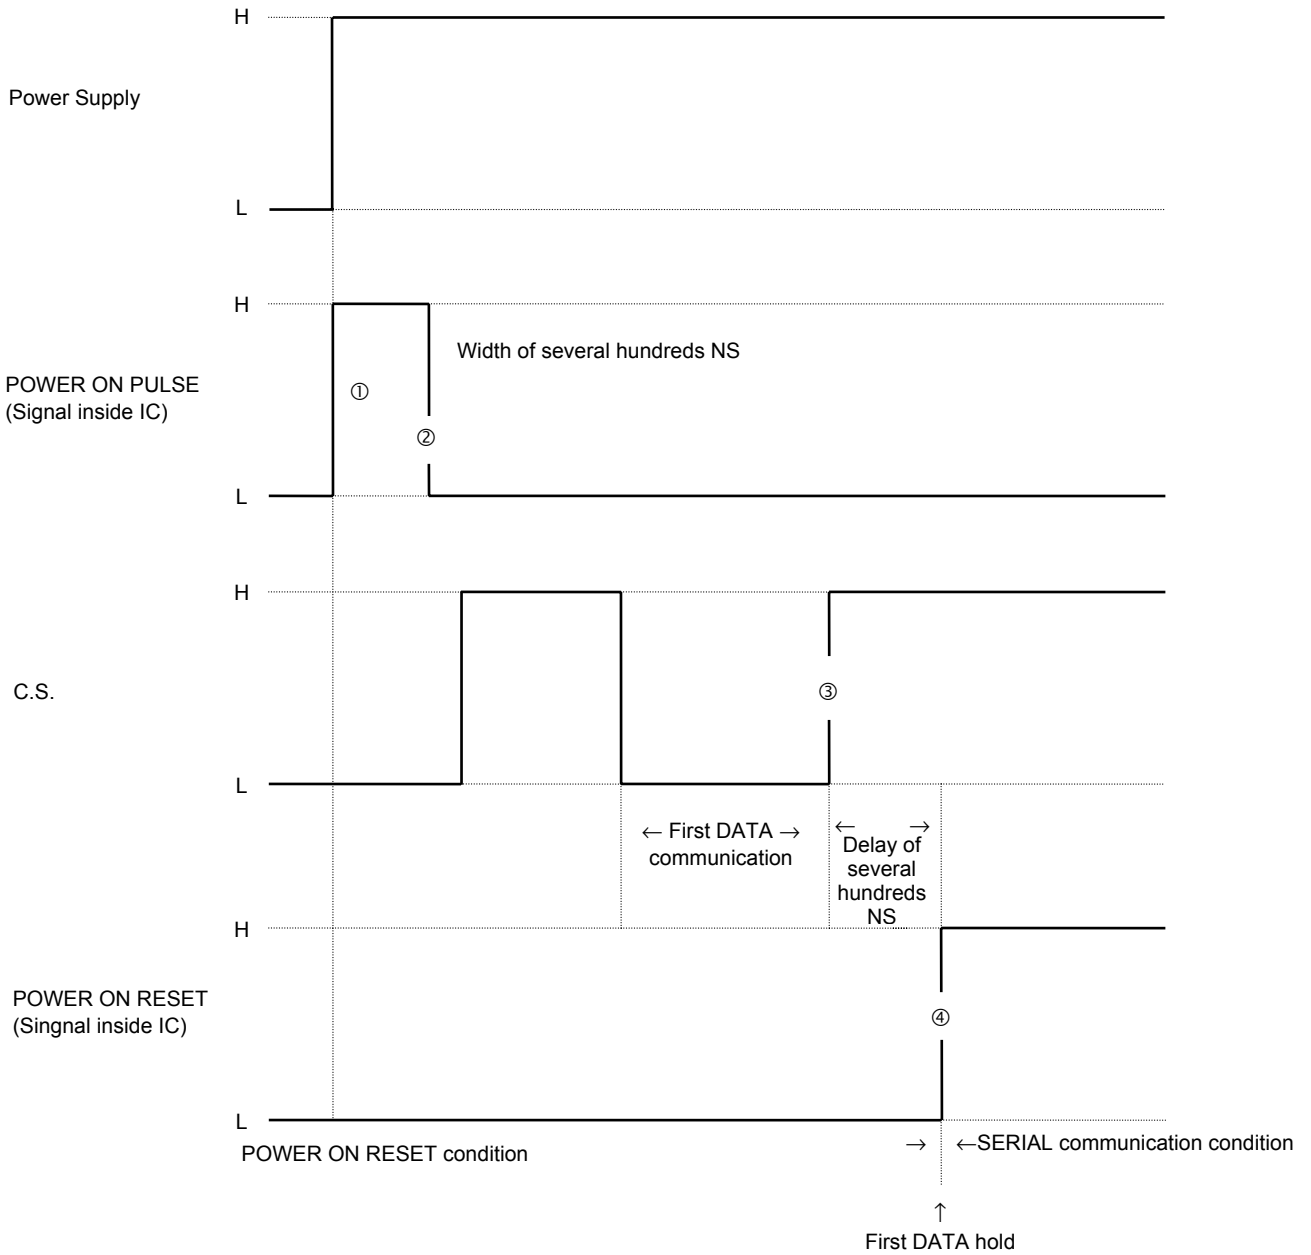 H
Power Supply
L
H
Width of several hundreds NS
POWER ON PULSE
(Signal inside IC)
①
②
L
H
C.S.
③
L
← First DATA →
communication
← →
Delay of
several
hundreds
NS
H
POWER ON RESET
(Singnal inside IC)
④
L
POWER ON RESET condition
→ ←SERIAL communication condition
↑
First DATA hold